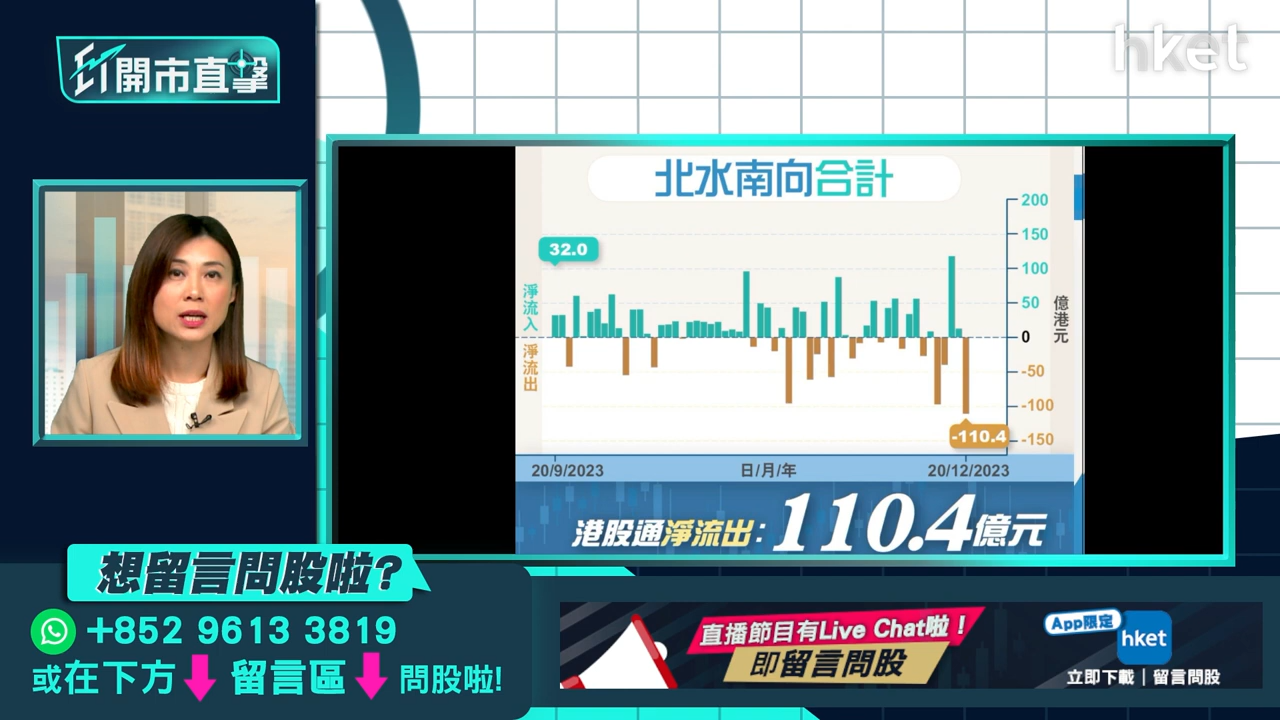 ET開市直擊
hket
北水南向合計
200
150
100
50
0
-50
-100
-150
億港元
32.0
淨流入
淨流出
-110.4
20/9/2023
日/月/年
20/12/2023
港股通淨流出：110.4億元
想留言問股啦?
+852 9613 3819
或在下方 留言區 問股啦!
直播節目有Live Chat啦！
即留言問股
App限定
hket
立即下載｜留言問股